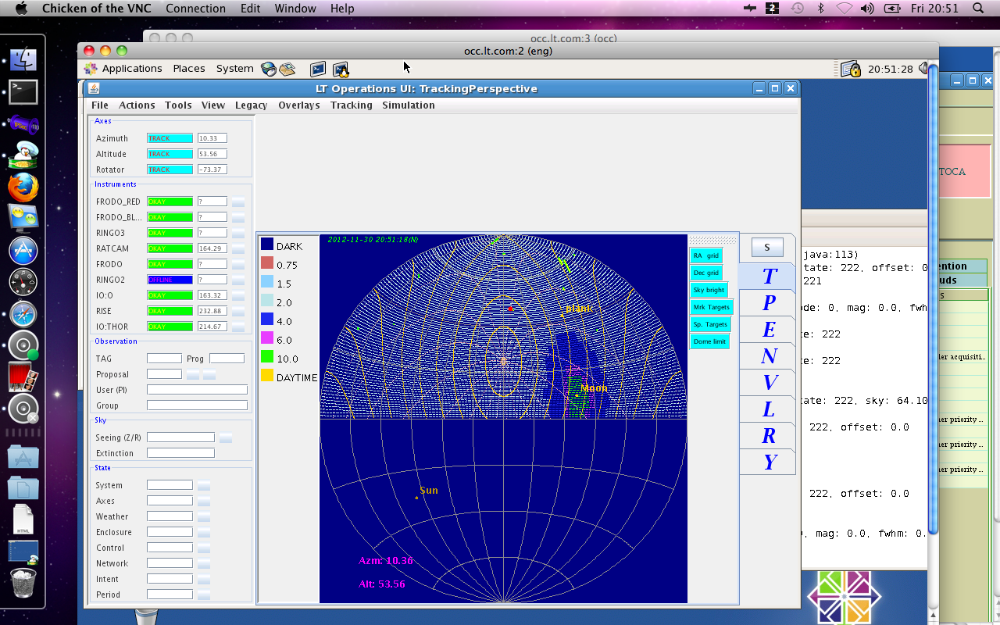 Chicken of the VNC Connection Edit Window Help 2 Fri 20:51
occ.lt.com:3 (occ)
occ.lt.com:2 (eng)
Applications Places System 20:51:28
LT Operations UI: TrackingPerspective
File Actions Tools View Legacy Overlays Tracking Simulation
Axes
Azimuth TRACK 10.33
Altitude TRACK 53.56
Rotator TRACK -73.37
Instruments
FRODO_RED OKAY ?
FRODO_BL... OKAY ?
RINGO3 OKAY ?
RATCAM OKAY 164.29
FRODO OKAY ?
RINGO2 OFFLINE ?
IO:O OKAY 163.32
RISE OKAY 232.88
IO:THOR OKAY 214.67
Observation
TAG Prog
Proposal
User (PI)
Group
Sky
Seeing (Z/R)
Extinction
State
System
Axes
Weather
Enclosure
Control
Network
Intent
Period
DARK
0.75
1.5
2.0
4.0
6.0
10.0
DAYTIME
2012-11-30 20:51:18(N)
blank
Moon
Sun
Azm: 10.36
Alt: 53.56
RA grid
Dec grid
Sky bright
Mrk Targets
Sp. Targets
Dome limit
S
T
P
E
N
V
L
R
Y
java:113)
tate: 222, offset: 0
221
ode: 0, mag: 0.0, fwh
te: 222
te: 222
tate: 222, sky: 64.10
222, offset: 0.0
222, offset: 0.0
, mag: 0.0, fwhm: 0.
TOCA
ention
uds
s
er acquisiti...
er priority ...
er priority ...
er priority ...
HTML